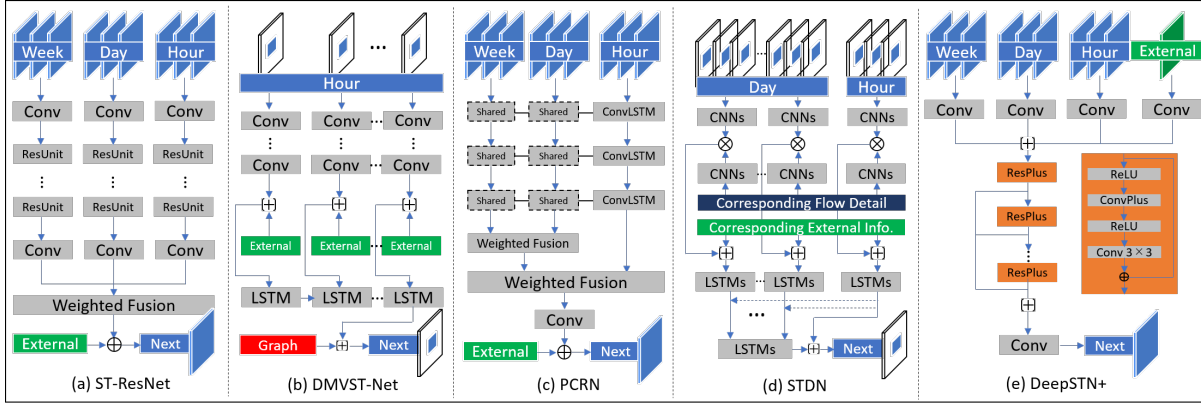 Week Day Hour
Conv Conv Conv
ResUnit ResUnit ResUnit
ResUnit ResUnit ResUnit
Conv Conv Conv
Weighted Fusion
External Next
(a) ST-ResNet
Hour
Conv Conv Conv
Conv Conv Conv
[+] [+] [+]
External External External
LSTM LSTM LSTM
Graph [+] Next
(b) DMVST-Net
Week Day Hour
Shared Shared ConvLSTM
Shared Shared ConvLSTM
Shared Shared ConvLSTM
Weighted Fusion
Weighted Fusion
Conv
External Next
(c) PCRN
Day Hour
CNNs CNNs CNNs
CNNs CNNs CNNs
Corresponding Flow Detail
Corresponding External Info.
[+] [+] [+]
LSTMs LSTMs LSTMs
LSTMs [+] Next
(d) STDN
Week Day Hour External
Conv Conv Conv Conv
[+]
ResPlus
ResPlus
ResPlus
[+]
Conv Next
ReLU
ConvPlus
ReLU
Conv 3 × 3
(e) DeepSTN+